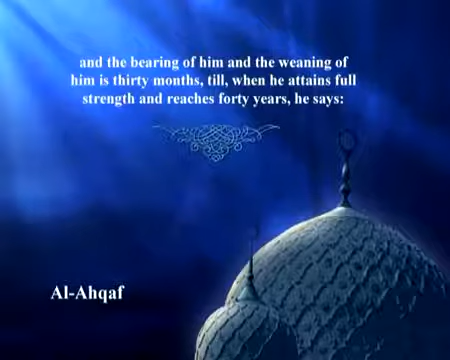 and the bearing of him and the weaning of
him is thirty months, till, when he attains full
strength and reaches forty years, he says:
Al-Ahqaf